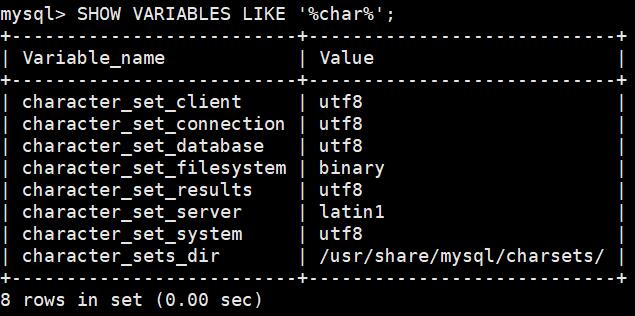 mysql> SHOW VARIABLES LIKE '%char%';
+--------------------------+----------------------------+
| Variable_name            | Value                      |
+--------------------------+----------------------------+
| character_set_client     | utf8                       |
| character_set_connection | utf8                       |
| character_set_database   | utf8                       |
| character_set_filesystem | binary                     |
| character_set_results    | utf8                       |
| character_set_server     | latin1                     |
| character_set_system     | utf8                       |
| character_sets_dir       | /usr/share/mysql/charsets/ |
+--------------------------+----------------------------+
8 rows in set (0.00 sec)